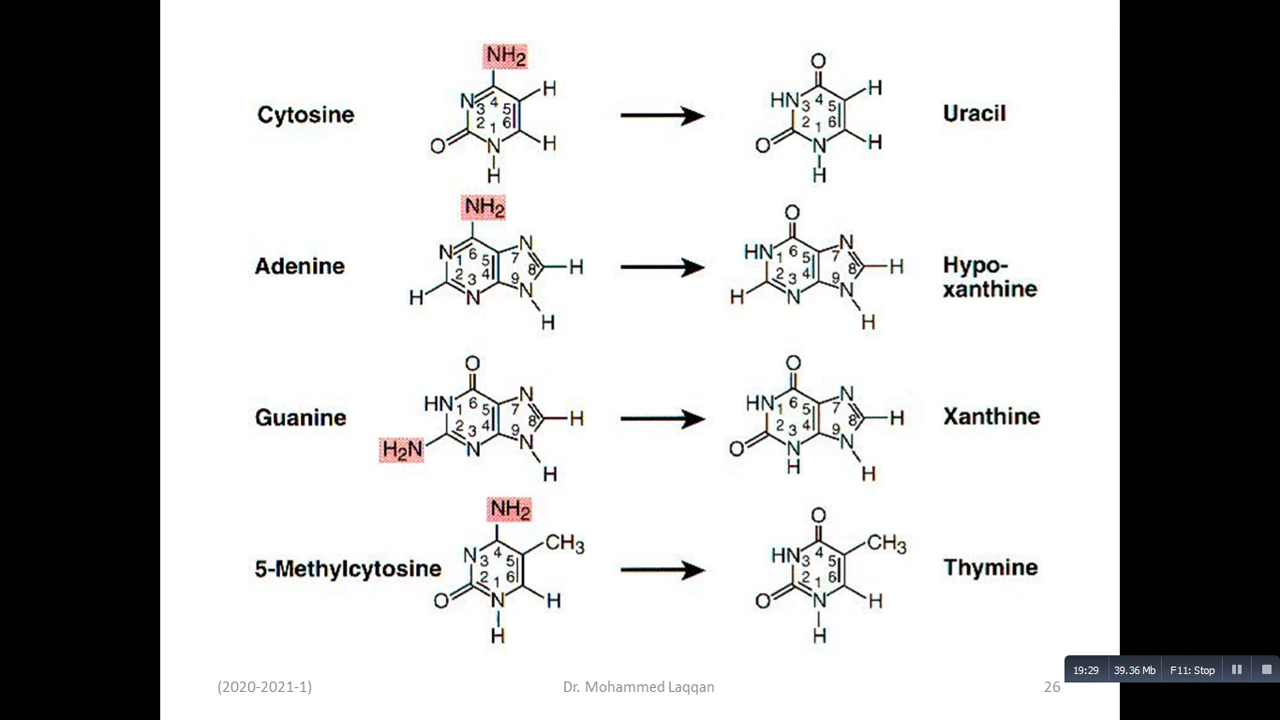 NH2
Cytosine
N 3 4 5 H
2 1 6
O N H
H
O
HN 3 4 5 H
2 1 6
O N H
H
Uracil
NH2
Adenine
N 1 6 5 7 N
2 3 4 9 8 H
H N N
H
O
HN 1 6 5 7 N
2 3 4 9 8 H
H N N
H
Hypo-
xanthine
Guanine
O
HN 1 6 5 7 N
2 3 4 9 8 H
H2N N N
H
O
HN 1 6 5 7 N
2 3 4 9 8 H
O N N
H H
Xanthine
NH2
5-Methylcytosine
N 3 4 5 CH3
2 1 6
O N H
H
O
HN 3 4 5 CH3
2 1 6
O N H
H
Thymine
(2020-2021-1)
Dr. Mohammed Laqqan
26
19:29 39.36 Mb F11: Stop